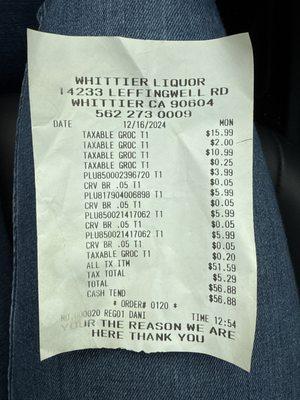 WHITTIER LIQUOR
14233 LEFFINGWELL RD
WHITTIER CA 90604
562 273 0009
DATE 12/16/2024 MON
TAXABLE GROC T1 $15.99
TAXABLE GROC T1 $2.00
TAXABLE GROC T1 $10.99
TAXABLE GROC T1 $0.25
PLU850002396720 T1 $3.99
CRV BR .05 T1 $0.05
PLU817904006898 T1 $5.99
CRV BR .05 T1 $0.05
PLU850021417062 T1 $5.99
CRV BR .05 T1 $0.05
PLU850021417062 T1 $5.99
CRV BR .05 T1 $0.05
TAXABLE GROC T1 $0.20
ALL TX ITM $51.59
TAX TOTAL $5.29
TOTAL $56.88
CASH TEND $56.88
* ORDER# 0120 *
NO.000020 REG01 DANI TIME 12:54
YOUR THE REASON WE ARE
HERE THANK YOU